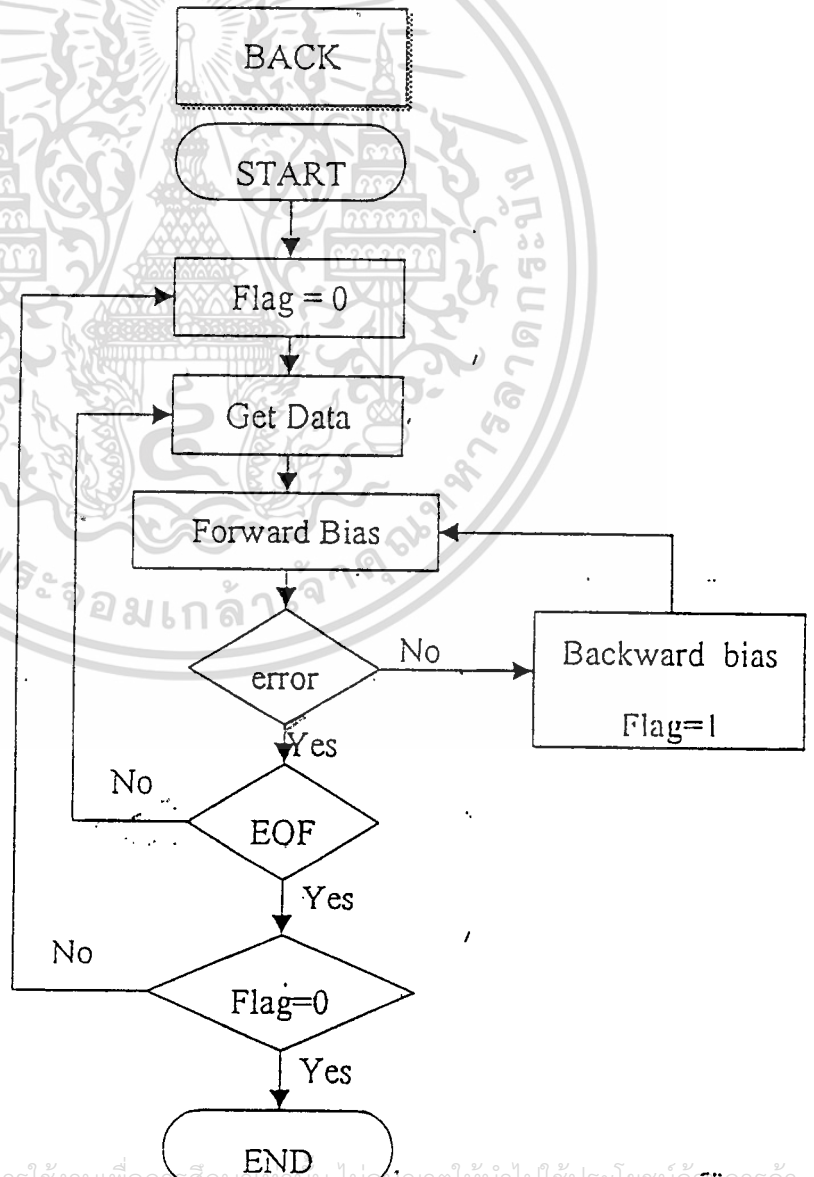 BACK
START
Flag = 0
Get Data
Forward Bias
error
No
Backward bias
Flag=1
Yes
No
EOF
Yes
No
Flag=0
Yes
END